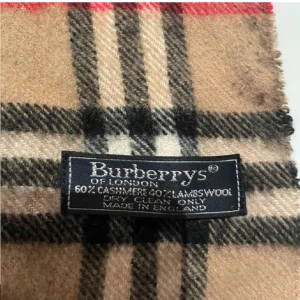 Burberrys®
OF LONDON
60% CASHMERE 40% LAMBSWOOL
DRY CLEAN ONLY
MADE IN ENGLAND